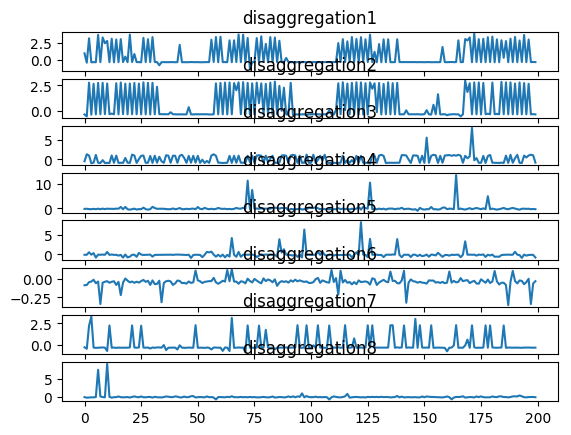 disaggregation1
2.5
0.0
disaggregation2
2.5
0.0
disaggregation3
5
0
disaggregation4
10
0
disaggregation5
5
0
disaggregation6
0.00
−0.25
disaggregation7
2.5
0.0
disaggregation8
5
0
0 25 50 75 100 125 150 175 200